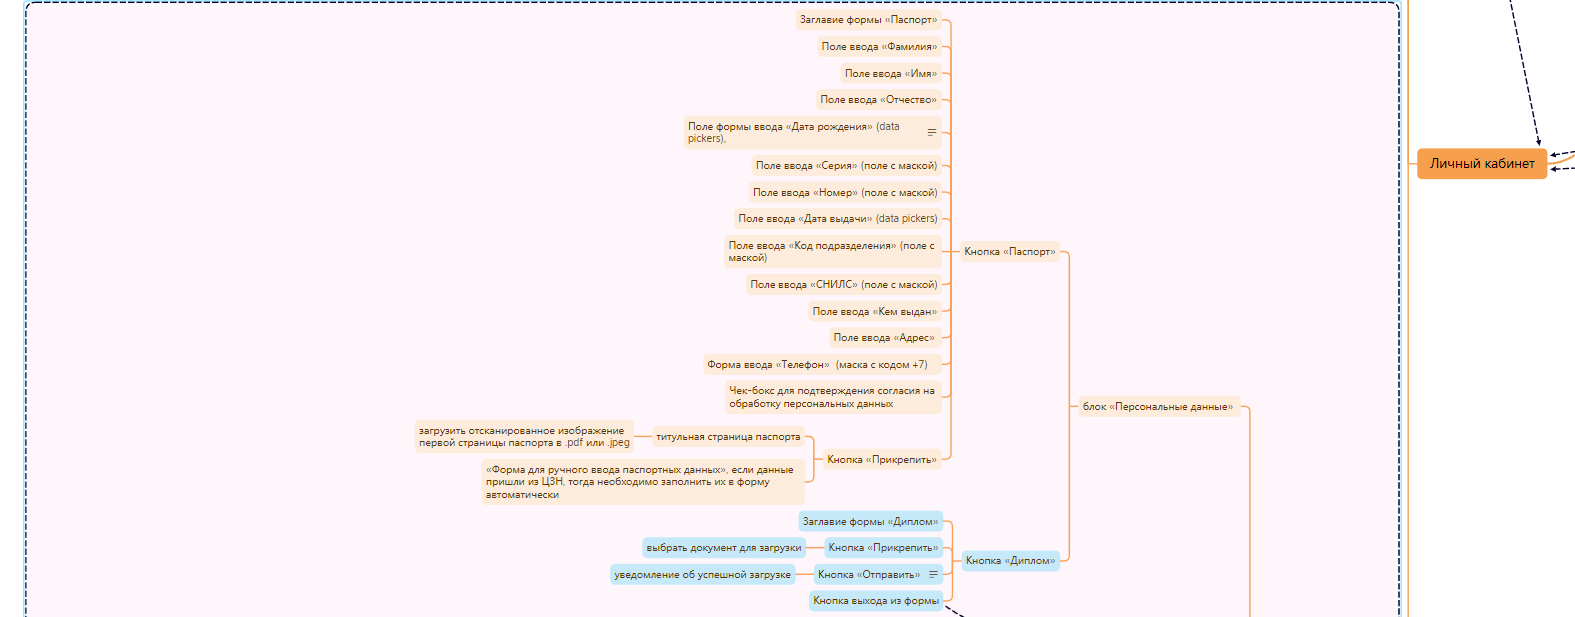 Заглавие формы «Паспорт»
Поле ввода «Фамилия»
Поле ввода «Имя»
Поле ввода «Отчество»
Поле формы ввода «Дата рождения» (data
pickers),
Поле ввода «Серия» (поле с маской)
Личный кабинет
Поле ввода «Номер» (поле с маской)
Поле ввода «Дата выдачи» (data pickers)
Поле ввода «Код подразделения» (поле с
маской)
Кнопка «Паспорт»
Поле ввода «СНИЛС» (поле с маской)
Поле ввода «Кем выдан»
Поле ввода «Адрес»
Форма ввода «Телефон» (маска с кодом +7)
Чек-бокс для подтверждения согласия на
обработку персональных данных
блок «Персональные данные»
загрузить отсканированное изображение
первой страницы паспорта в .pdf или .jpeg
титульная страница паспорта
Кнопка «Прикрепить»
«Форма для ручного ввода паспортных данных», если данные
пришли из ЦЗН, тогда необходимо заполнить их в форму
автоматически
Заглавие формы «Диплом»
выбрать документ для загрузки
Кнопка «Прикрепить»
Кнопка «Диплом»
уведомление об успешной загрузке
Кнопка «Отправить»
Кнопка выхода из формы